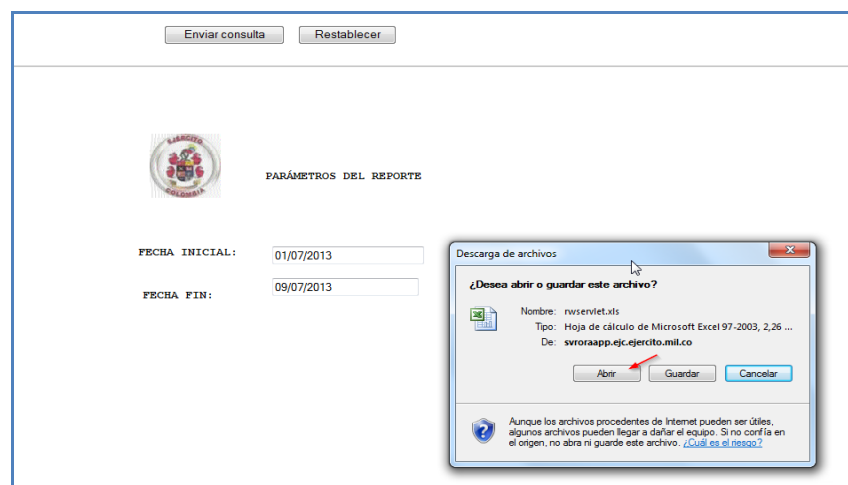 Enviar consulta Restablecer
EJERCITO
COLOMBIA
PARÁMETROS DEL REPORTE
FECHA INICIAL: 01/07/2013
FECHA FIN: 09/07/2013
Descarga de archivos
¿Desea abrir o guardar este archivo?
Nombre: rwservlet.xls
Tipo: Hoja de cálculo de Microsoft Excel 97-2003, 2,26 ...
De: svroraapp.ejc.ejercito.mil.co
Abrir Guardar Cancelar
Aunque los archivos procedentes de Internet pueden ser útiles,
algunos archivos pueden llegar a dañar el equipo. Si no confía en
el origen, no abra ni guarde este archivo. ¿Cuál es el riesgo?